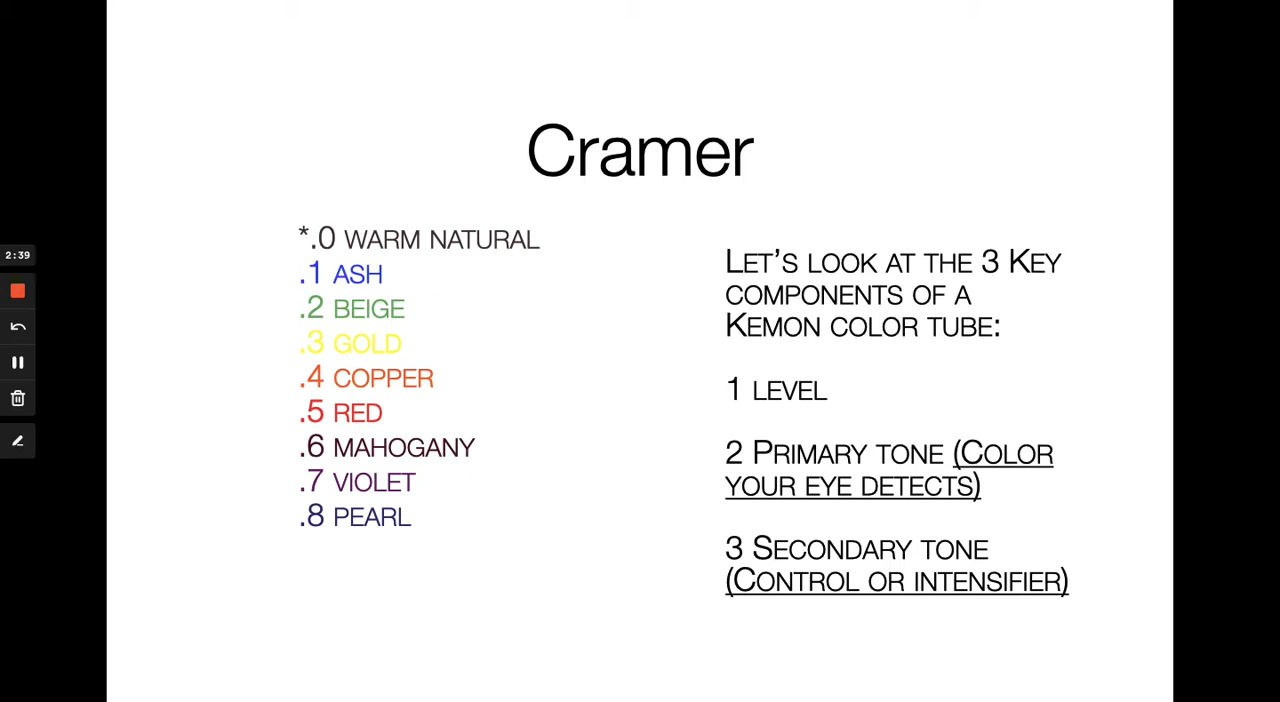 Cramer
*.0 WARM NATURAL
.1 ASH
.2 BEIGE
.3 GOLD
.4 COPPER
.5 RED
.6 MAHOGANY
.7 VIOLET
.8 PEARL
LET'S LOOK AT THE 3 KEY
COMPONENTS OF A
KEMON COLOR TUBE:
1 LEVEL
2 PRIMARY TONE (COLOR
YOUR EYE DETECTS)
3 SECONDARY TONE
(CONTROL OR INTENSIFIER)
2:39